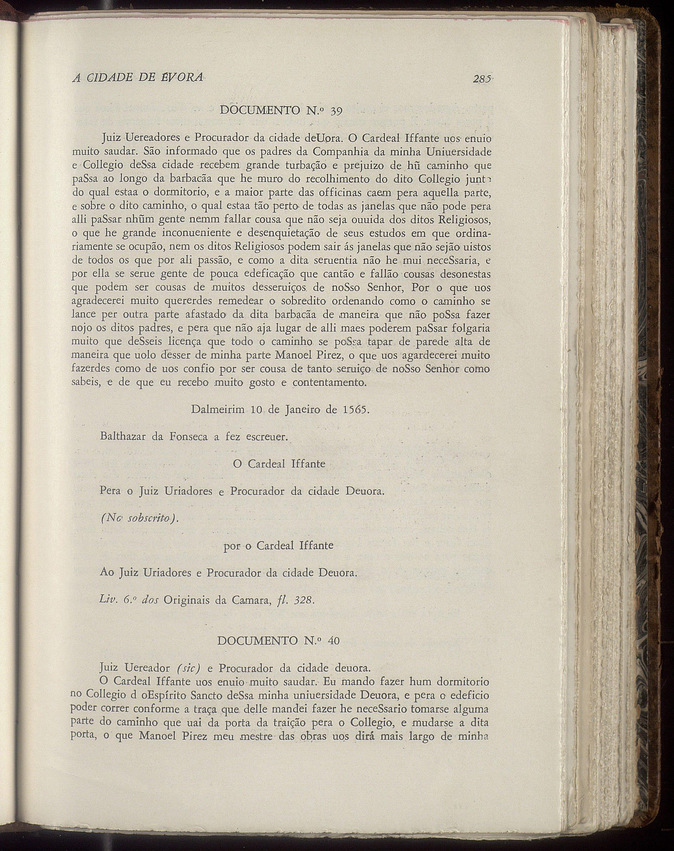 A CIDADE DE ÉVORA 285
DOCUMENTO N.º 39
Juiz Uereadores e Procurador da cidade deUora. O Cardeal Iffante uos enuio
muito saudar. São informado que os padres da Companhia da minha Uniuersidade
e Collegio deSsa cidade recebem grande turbação e prejuizo de hũ caminho que
paSsa ao longo da barbacãa que he muro do recolhimento do dito Collegio junto
do qual estaa o dormitorio, e a maior parte das officinas caem pera aquella parte,
e sobre o dito caminho, o qual estaa tão perto de todas as janelas que não pode pera
alli paSsar nhũm gente nemm fallar cousa que não seja ouuida dos ditos Religiosos,
o que he grande inconueniente e desenquietação de seus estudos em que ordina-
riamente se ocupão, nem os ditos Religiosos podem sair ás janelas que não sejão uistos
de todos os que por ali passão, e como a dita seruentia não he mui neceSsaria, e
por ella se serue gente de pouca edeficação que cantão e fallão cousas desonestas
que podem ser cousas de muitos desseruiços de noSso Senhor, Por o que uos
agradecerei muito quererdes remedear o sobredito ordenando como o caminho se
lance per outra parte afastado da dita barbacãa de maneira que não poSsa fazer
nojo os ditos padres, e pera que não aja lugar de alli maes poderem paSsar folgaria
muito que deSseis licença que todo o caminho se poSsa tapar de parede alta de
maneira que uolo d'esser de minha parte Manoel Pirez, o que uos agardecerei muito
fazerdes como de uos confio por ser cousa de tanto seruiço de noSso Senhor como
sabeis, e de que eu recebo muito gosto e contentamento.
Dalmeirim 10 de Janeiro de 1565.
Balthazar da Fonseca a fez escreuer.
O Cardeal Iffante
Pera o Juiz Uriadores e Procurador da cidade Deuora.
(No sobscrito).
por o Cardeal Iffante
Ao Juiz Uriadores e Procurador da cidade Deuora.
Liv. 6.º dos Originais da Camara, fl. 328.
DOCUMENTO N.º 40
Juiz Uereador (sic) e Procurador da cidade deuora.
O Cardeal Iffante uos enuio muito saudar. Eu mando fazer hum dormitorio
no Collegio d oEspírito Sancto deSsa minha uniuersidade Deuora, e pera o edeficio
poder correr conforme a traça que delle mandei fazer he neceSsario tomarse alguma
parte do caminho que uai da porta da traição pera o Collegio, e mudarse a dita
porta, o que Manoel Pirez meu mestre das obras uos dirá mais largo de minha